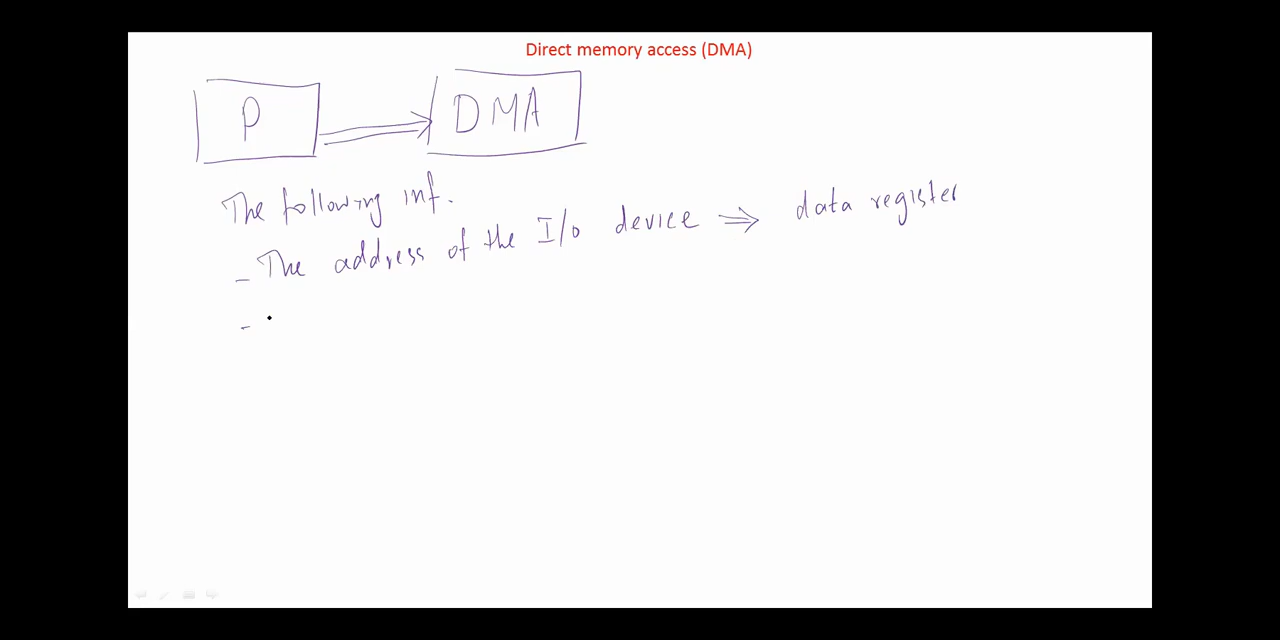 Direct memory access (DMA)
P
DMA
The following inf.
- The address of the I/o device ⇒ data register
-